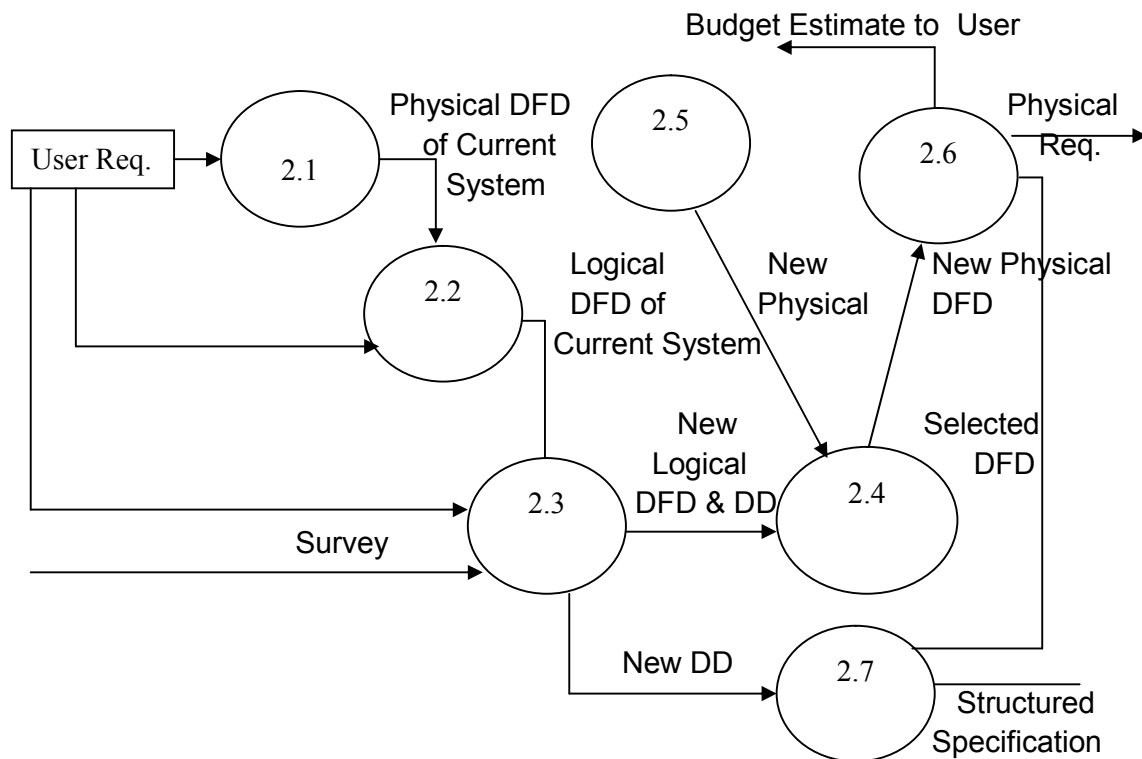 Budget Estimate to User
Physical DFD
of Current
System
2.5
2.6
Physical
Req.
User Req.
2.1
2.2
Logical
DFD of
Current System
New
Physical
New Physical
DFD
New
Logical
DFD & DD
Selected
DFD
2.3
2.4
Survey
New DD
2.7
Structured
Specification